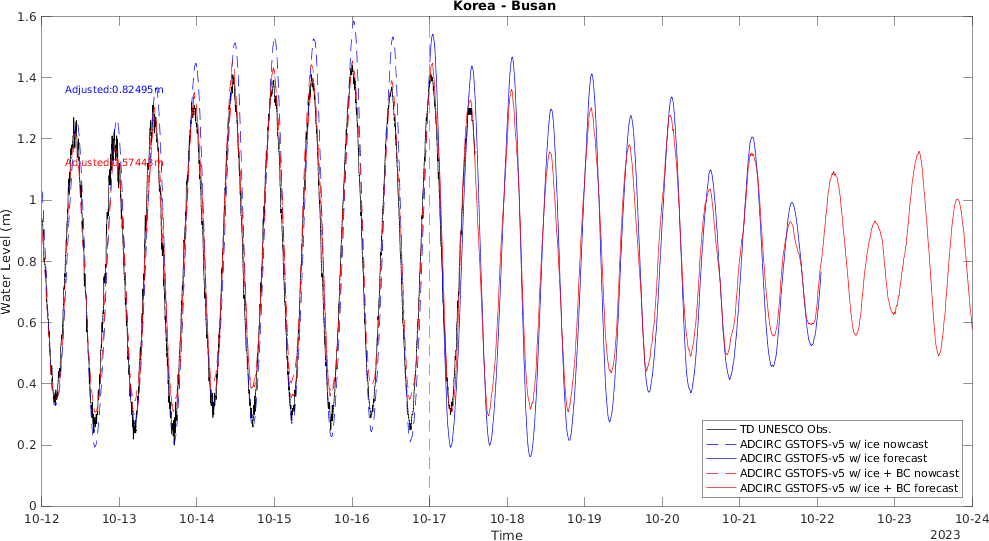 Korea - Busan
1.6
1.4
1.2
1
0.8
0.6
0.4
0.2
0
Water Level (m)
Adjusted:0.82495m
Adjusted:0.57443m
TD UNESCO Obs.
ADCIRC GSTOFS-v5 w/ ice nowcast
ADCIRC GSTOFS-v5 w/ ice forecast
ADCIRC GSTOFS-v5 w/ ice + BC nowcast
ADCIRC GSTOFS-v5 w/ ice + BC forecast
10-12 10-13 10-14 10-15 10-16 10-17 10-18 10-19 10-20 10-21 10-22 10-23 10-24
Time
2023